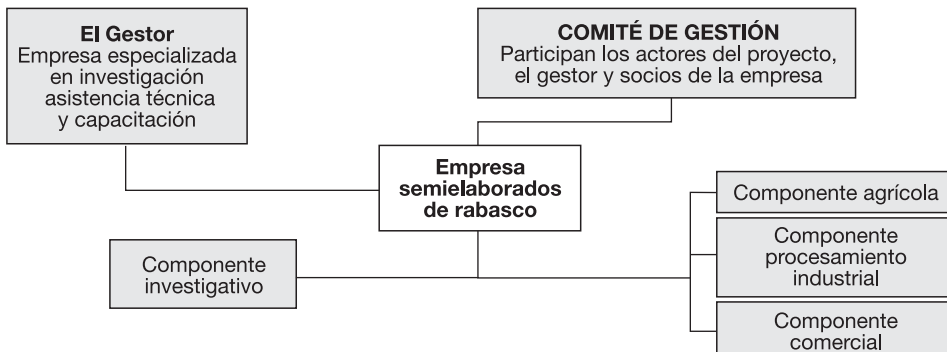 El Gestor
Empresa especializada
en investigación
asistencia técnica
y capacitación
COMITÉ DE GESTIÓN
Participan los actores del proyecto,
el gestor y socios de la empresa
Empresa
semielaborados
de rabasco
Componente
investigativo
Componente agrícola
Componente
procesamiento
industrial
Componente
comercial